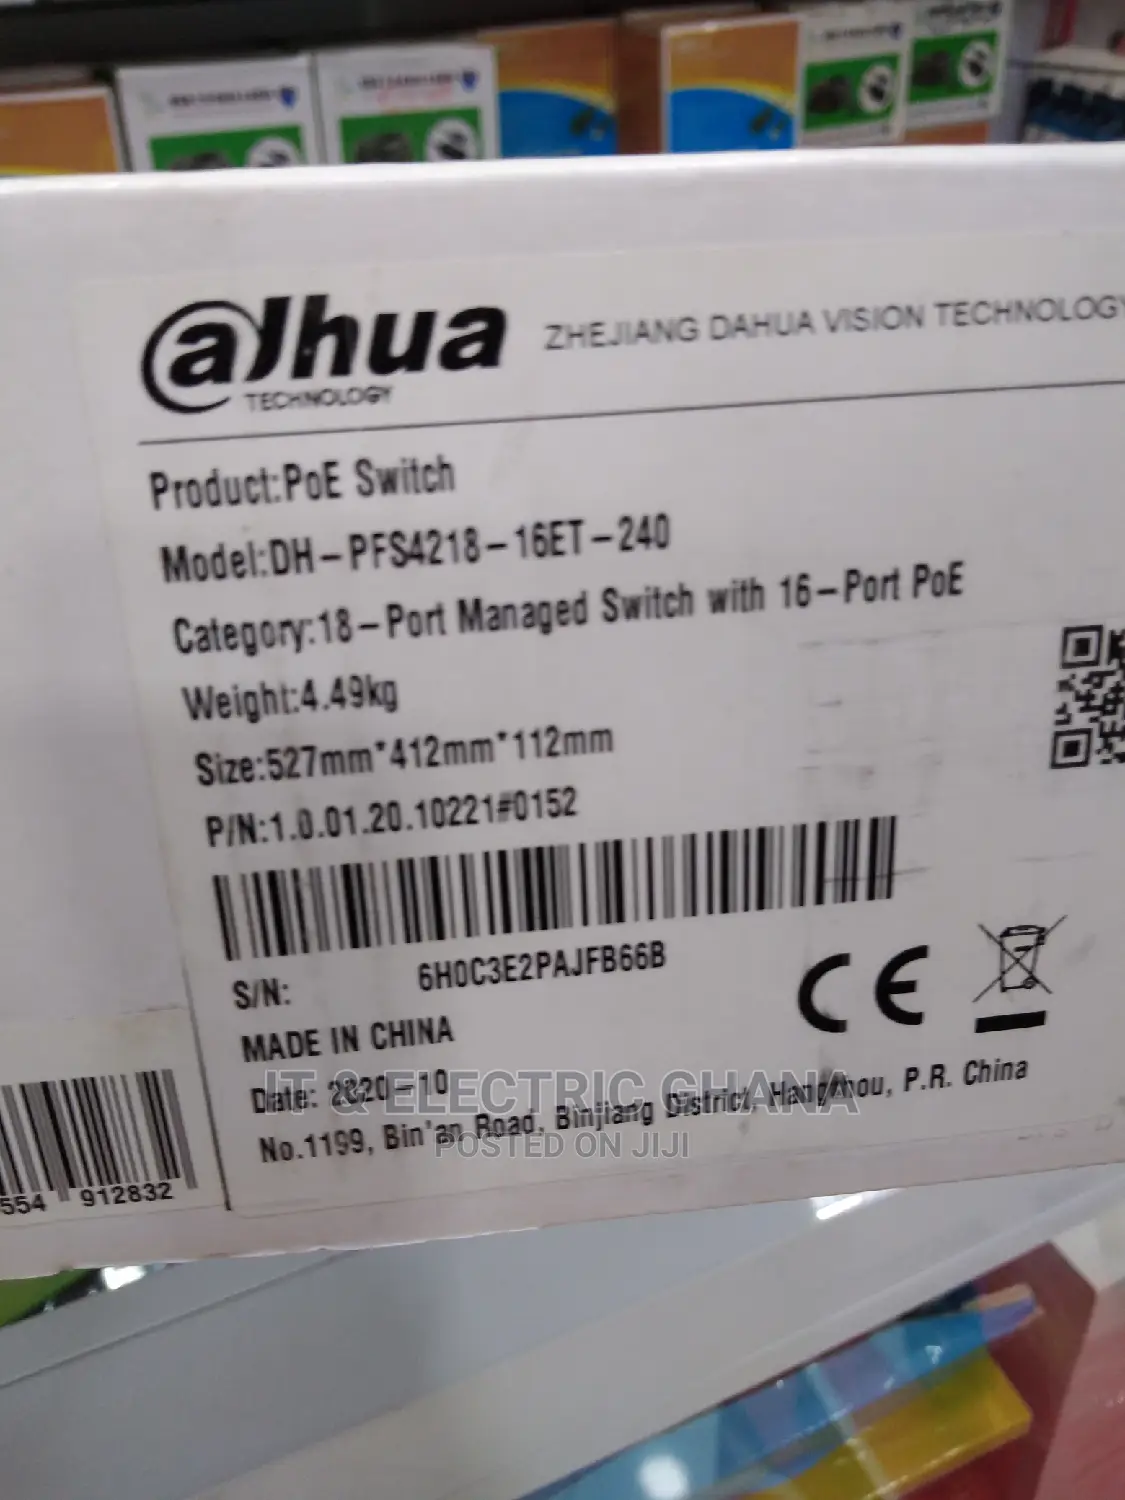 alhua
TECHNOLOGY
ZHEJIANG DAHUA VISION TECHNOLOGY
Product:PoE Switch
Model:DH-PFS4218-16ET-240
Category:18-Port Managed Switch with 16-Port PoE
Weight:4.49kg
Size:527mm*412mm*112mm
P/N:1.0.01.20.10221#0152
S/N: 6H0C3E2PAJFB66B
MADE IN CHINA
Date: 2020-10
No.1199, Bin'an Road, Binjiang District, Hangzhou, P.R. China
IT & ELECTRIC GHANA
POSTED ON JIJI
554 912832
CE